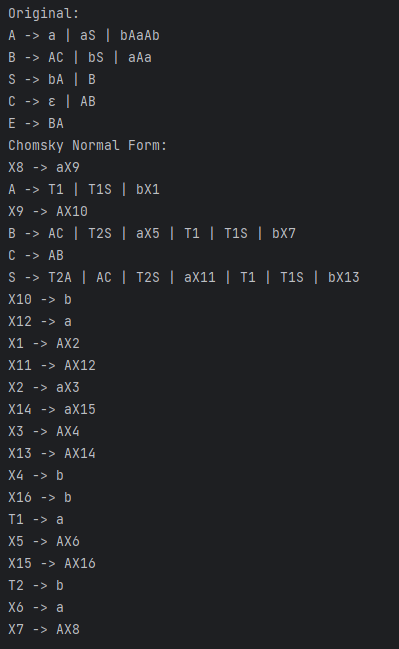 Original:
A -> a | aS | bAaAb
B -> AC | bS | aAa
S -> bA | B
C -> ε | AB
E -> BA
Chomsky Normal Form:
X8 -> aX9
A -> T1 | T1S | bX1
X9 -> AX10
B -> AC | T2S | aX5 | T1 | T1S | bX7
C -> AB
S -> T2A | AC | T2S | aX11 | T1 | T1S | bX13
X10 -> b
X12 -> a
X1 -> AX2
X11 -> AX12
X2 -> aX3
X14 -> aX15
X3 -> AX4
X13 -> AX14
X4 -> b
X16 -> b
T1 -> a
X5 -> AX6
X15 -> AX16
T2 -> b
X6 -> a
X7 -> AX8